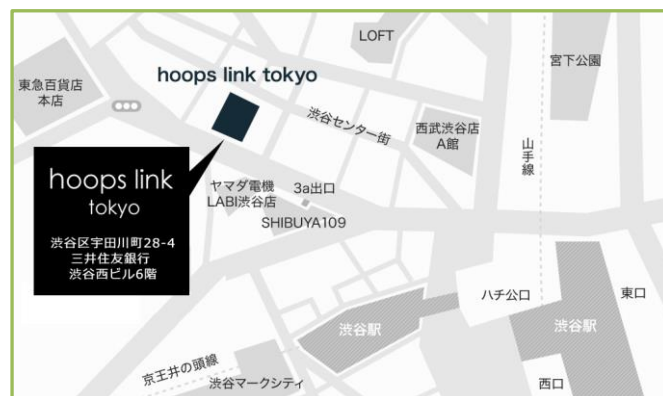 LOFT
宮下公園
hoops link tokyo
東急百貨店
本店
渋谷センター街
西武渋谷店
A館
山手線
hoops link
tokyo
渋谷区宇田川町28-4
三井住友銀行
渋谷西ビル6階
ヤマダ電機
LABI渋谷店
3a出口
SHIBUYA109
ハチ公口
東口
渋谷駅
渋谷駅
京王井の頭線
渋谷マークシティ
西口